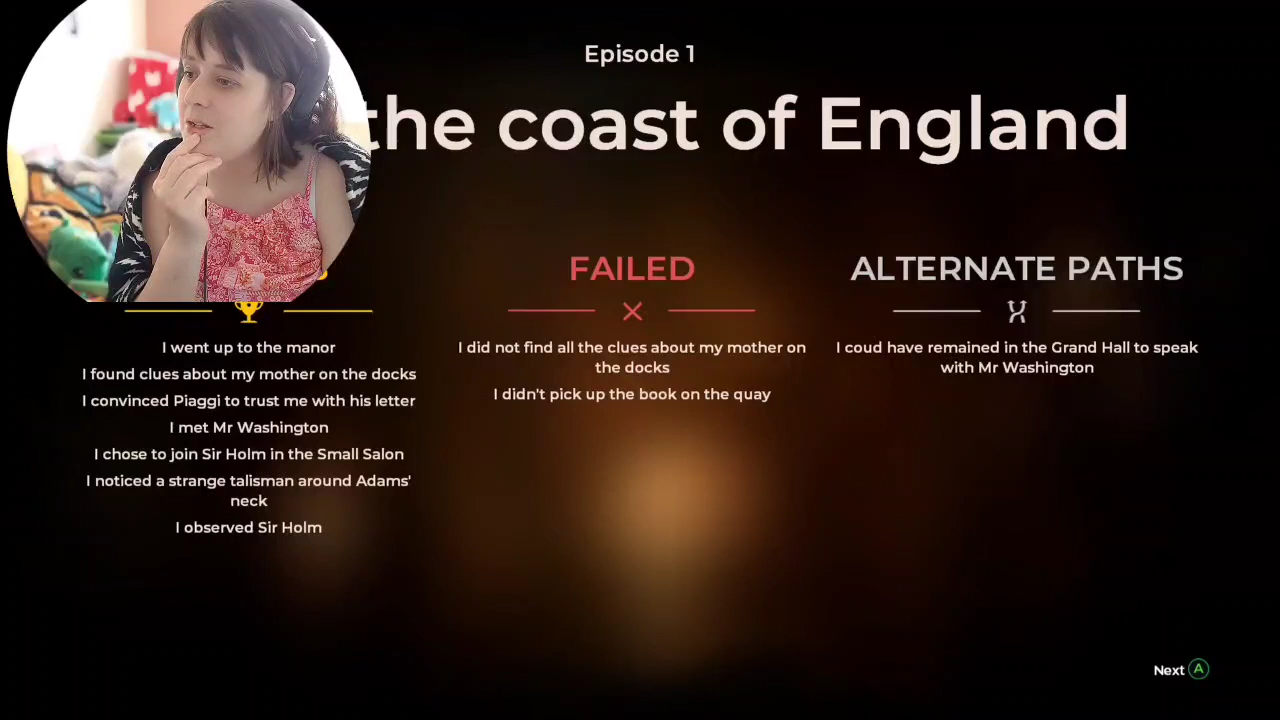 Episode 1
the coast of England
FAILED
ALTERNATE PATHS
I went up to the manor
I found clues about my mother on the docks
I convinced Piaggi to trust me with his letter
I met Mr Washington
I chose to join Sir Holm in the Small Salon
I noticed a strange talisman around Adams'
neck
I observed Sir Holm
I did not find all the clues about my mother on
the docks
I didn't pick up the book on the quay
I coud have remained in the Grand Hall to speak
with Mr Washington
Next A